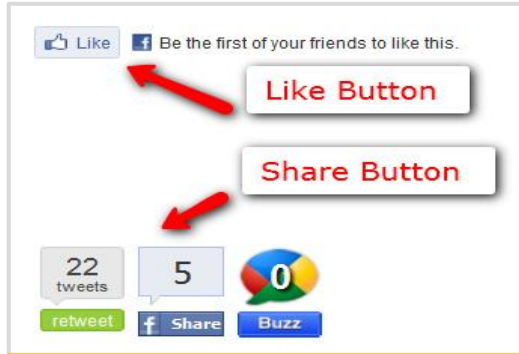 Like f Be the first of your friends to like this.
Like Button
Share Button
22 5 0
tweets
retweet f Share Buzz